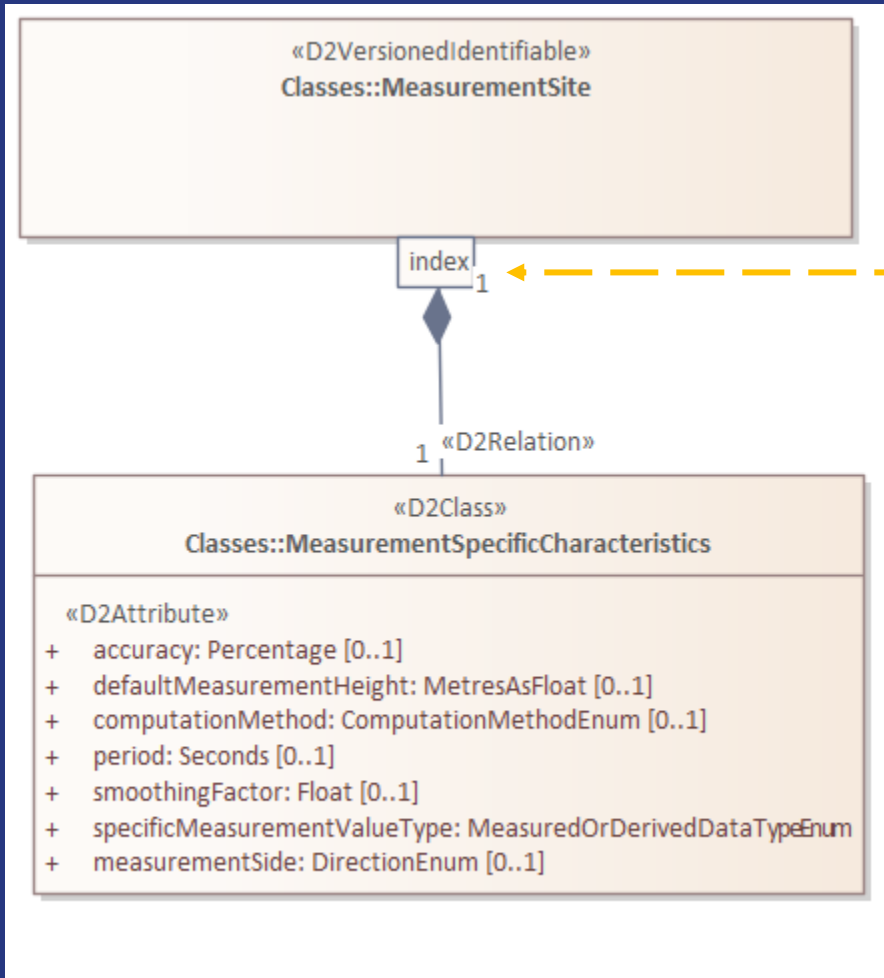 «D2VersionedIdentifiable»
Classes::MeasurementSite
index
1
1 «D2Relation»
«D2Class»
Classes::MeasurementSpecificCharacteristics
«D2Attribute»
+ accuracy: Percentage [0..1]
+ defaultMeasurementHeight: MetresAsFloat [0..1]
+ computationMethod: ComputationMethodEnum [0..1]
+ period: Seconds [0..1]
+ smoothingFactor: Float [0..1]
+ specificMeasurementValueType: MeasuredOrDerivedDataTypeEnum
+ measurementSide: DirectionEnum [0..1]